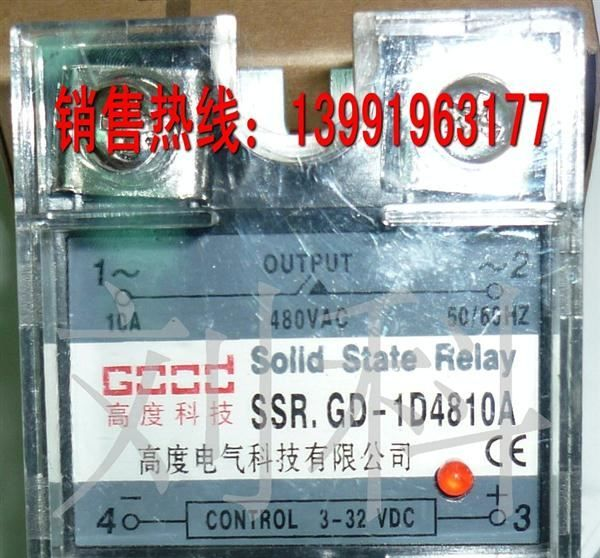 销售热线：13991963177
1~ OUTPUT ~2
10A 480VAC 50/60HZ
GOOD Solid State Relay
高度科技 SSR.GD-1D4810A
高度电气科技有限公司 CE
4 - CONTROL 3-32 VDC + 3
刘科